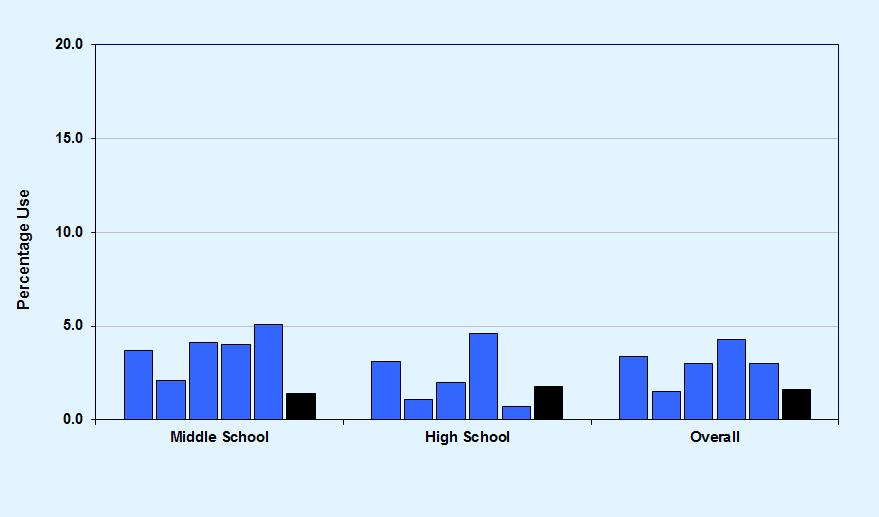 20.0
15.0
10.0
5.0
0.0
Percentage Use
Middle School
High School
Overall